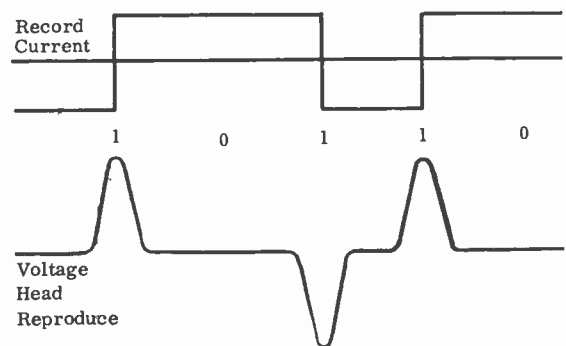 Record
Current
1 0 1 1 0
Voltage
Head
Reproduce